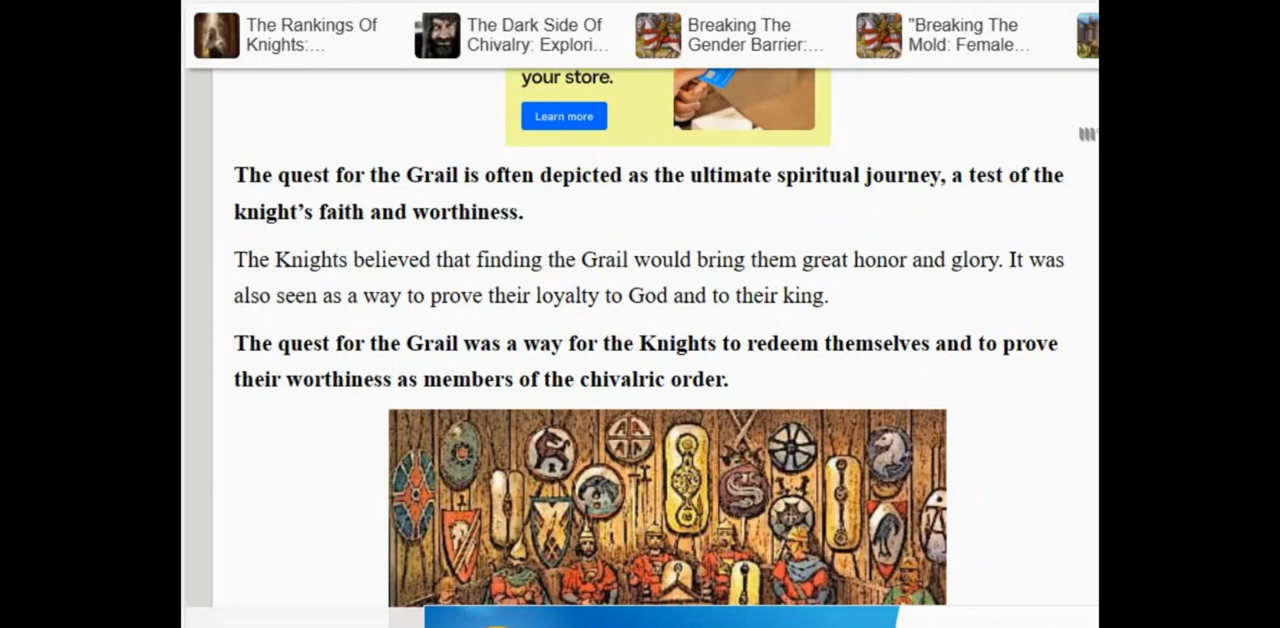 The Rankings Of
Knights:...
The Dark Side Of
Chivalry: Explori...
Breaking The
Gender Barrier:...
"Breaking The
Mold: Female...
your store.
Learn more
The quest for the Grail is often depicted as the ultimate spiritual journey, a test of the
knight’s faith and worthiness.
The Knights believed that finding the Grail would bring them great honor and glory. It was
also seen as a way to prove their loyalty to God and to their king.
The quest for the Grail was a way for the Knights to redeem themselves and to prove
their worthiness as members of the chivalric order.